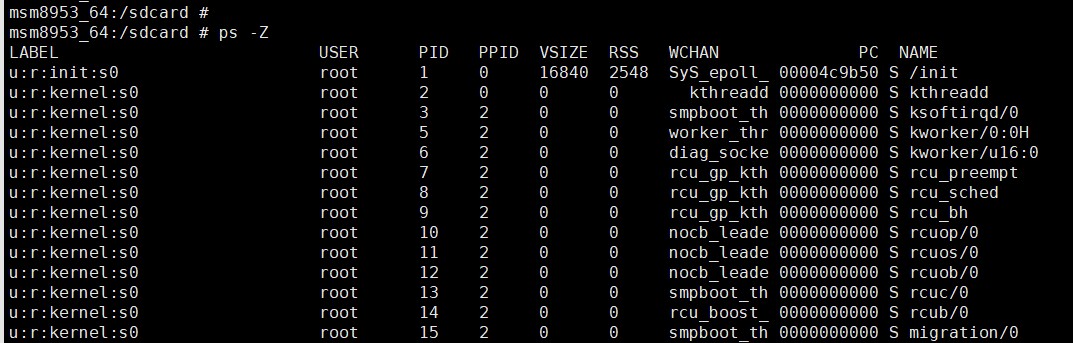 msm8953_64:/sdcard #
msm8953_64:/sdcard # ps -Z
LABEL USER PID PPID VSIZE RSS WCHAN PC NAME
u:r:init:s0 root 1 0 16840 2548 SyS_epoll_ 00004c9b50 S /init
u:r:kernel:s0 root 2 0 0 0 kthreadd 0000000000 S kthreadd
u:r:kernel:s0 root 3 2 0 0 smpboot_th 0000000000 S ksoftirqd/0
u:r:kernel:s0 root 5 2 0 0 worker_thr 0000000000 S kworker/0:0H
u:r:kernel:s0 root 6 2 0 0 diag_socke 0000000000 S kworker/u16:0
u:r:kernel:s0 root 7 2 0 0 rcu_gp_kth 0000000000 S rcu_preempt
u:r:kernel:s0 root 8 2 0 0 rcu_gp_kth 0000000000 S rcu_sched
u:r:kernel:s0 root 9 2 0 0 rcu_gp_kth 0000000000 S rcu_bh
u:r:kernel:s0 root 10 2 0 0 nocb_leade 0000000000 S rcuop/0
u:r:kernel:s0 root 11 2 0 0 nocb_leade 0000000000 S rcuos/0
u:r:kernel:s0 root 12 2 0 0 nocb_leade 0000000000 S rcuob/0
u:r:kernel:s0 root 13 2 0 0 smpboot_th 0000000000 S rcuc/0
u:r:kernel:s0 root 14 2 0 0 rcu_boost_ 0000000000 S rcub/0
u:r:kernel:s0 root 15 2 0 0 smpboot_th 0000000000 S migration/0